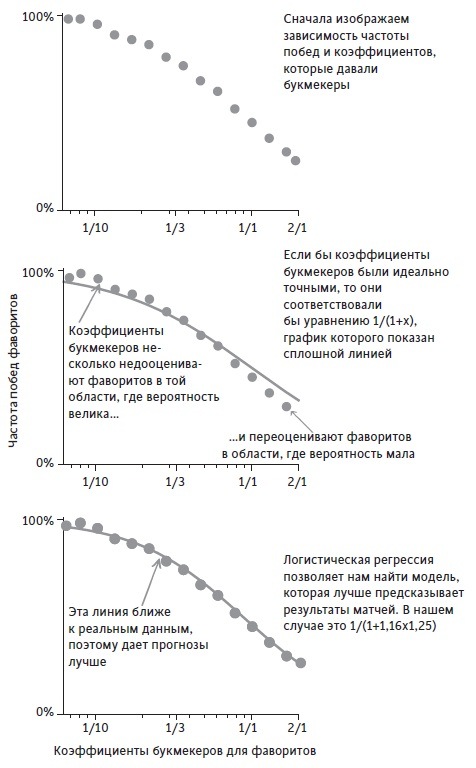 Сначала изображаем
зависимость частоты
побед и коэффициентов,
которые давали
букмекеры
0%
1/10 1/3 1/1 2/1
100%
Если бы коэффициенты
букмекеров были идеально
точными, то они
соответствовали
бы уравнению 1/(1+x),
график которого показан
сплошной линией
Коэффициенты
букмекеров не-
сколько недооценива-
ют фаворитов в той
области, где вероятность
велика...
...и переоценивают фаворитов
в области, где вероятность мала
0%
1/10 1/3 1/1 2/1
Частота побед фаворитов
100%
Логистическая регрессия
позволяет нам найти модель,
которая лучше предсказывает
результаты матчей. В нашем
случае это 1/(1+1,16x1,25)
Эта линия ближе
к реальным данным,
поэтому дает прогнозы
лучше
0%
1/10 1/3 1/1 2/1
Коэффициенты букмекеров для фаворитов